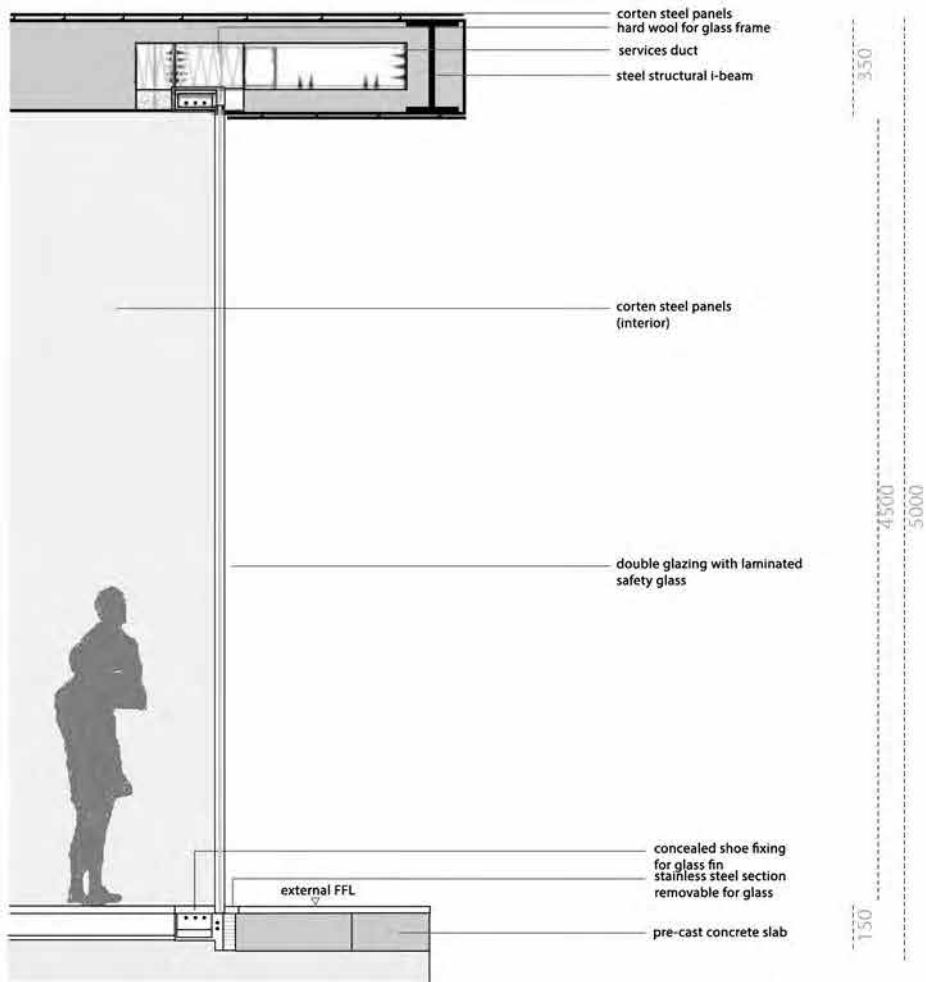 corten steel panels
hard wool for glass frame
services duct
steel structural i-beam
350
corten steel panels
(interior)
4500
5000
double glazing with laminated
safety glass
concealed shoe fixing
for glass fin
stainless steel section
removable for glass
external FFL
pre-cast concrete slab
150